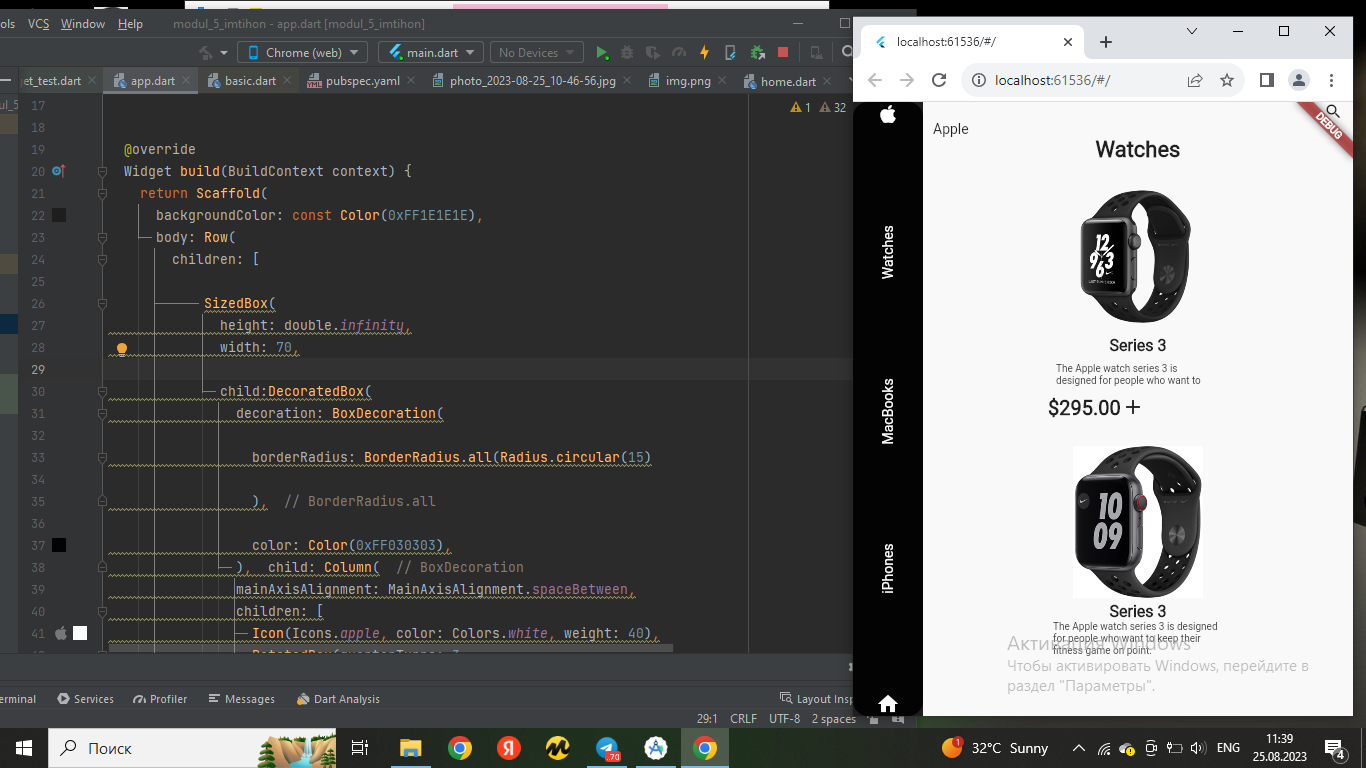 ols VCS Window Help modul_5_imtihon - app.dart [modul_5_imtihon]
Chrome (web) main.dart No Devices
et_test.dart app.dart basic.dart pubspec.yaml photo_2023-08-25_10-46-56.jpg img.png home.dart
1 32
17
18
19 @override
20 Widget build(BuildContext context) {
21 return Scaffold(
22 backgroundColor: const Color(0xFF1E1E1E),
23 body: Row(
24 children: [
25
26 SizedBox(
27 height: double.infinity,
28 width: 70,
29
30 child:DecoratedBox(
31 decoration: BoxDecoration(
32
33 borderRadius: BorderRadius.all(Radius.circular(15)
34
35 ), // BorderRadius.all
36
37 color: Color(0xFF030303),
38 ), child: Column( // BoxDecoration
39 mainAxisAlignment: MainAxisAlignment.spaceBetween,
40 children: [
41 Icon(Icons.apple, color: Colors.white, weight: 40),
erminal Services Profiler Messages Dart Analysis Layout Insp
29:1 CRLF UTF-8 2 spaces
localhost:61536/#/
localhost:61536/#/
DEBUG
Apple
Watches
Watches
MacBooks
iPhones
Series 3
The Apple watch series 3 is
designed for people who want to
$295.00 +
Series 3
The Apple watch series 3 is designed
for people who want to keep their
fitness game on point.
Активация Windows
Чтобы активировать Windows, перейдите в
раздел "Параметры".
Поиск
32°C Sunny
ENG
11:39
25.08.2023
4